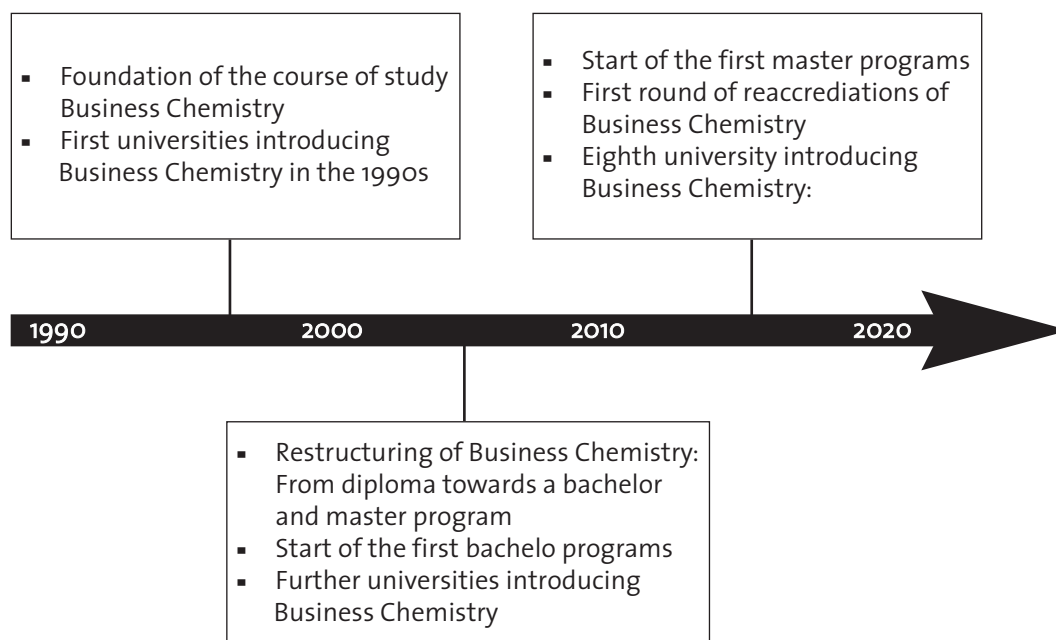 ▪ Foundation of the course of study
Business Chemistry
▪ First universities introducing
Business Chemistry in the 1990s
▪ Start of the first master programs
▪ First round of reaccrediations of
Business Chemistry
▪ Eighth university introducing
Business Chemistry:
1990 2000 2010 2020
▪ Restructuring of Business Chemistry:
From diploma towards a bachelor
and master program
▪ Start of the first bachelo programs
▪ Further universities introducing
Business Chemistry